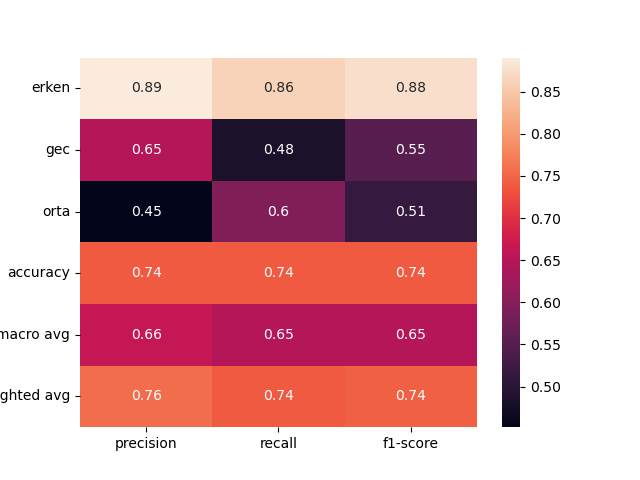 erken 0.89 0.86 0.88
gec 0.65 0.48 0.55
orta 0.45 0.6 0.51
accuracy 0.74 0.74 0.74
macro avg 0.66 0.65 0.65
ghted avg 0.76 0.74 0.74
precision recall f1-score
0.85
0.80
0.75
0.70
0.65
0.60
0.55
0.50